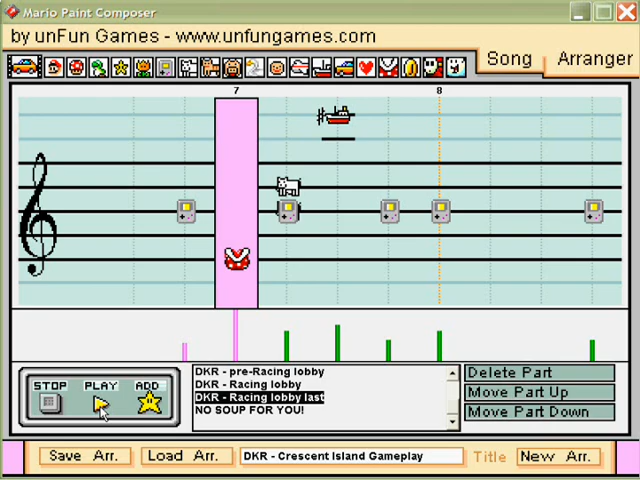 Mario Paint Composer
by unFun Games - www.unfungames.com
Song
Arranger
7
8
STOP
PLAY
ADD
DKR - pre-Racing lobby
DKR - Racing lobby
DKR - Racing lobby last
NO SOUP FOR YOU!
Delete Part
Move Part Up
Move Part Down
Save Arr.
Load Arr.
DKR - Crescent Island Gameplay
Title
New Arr.